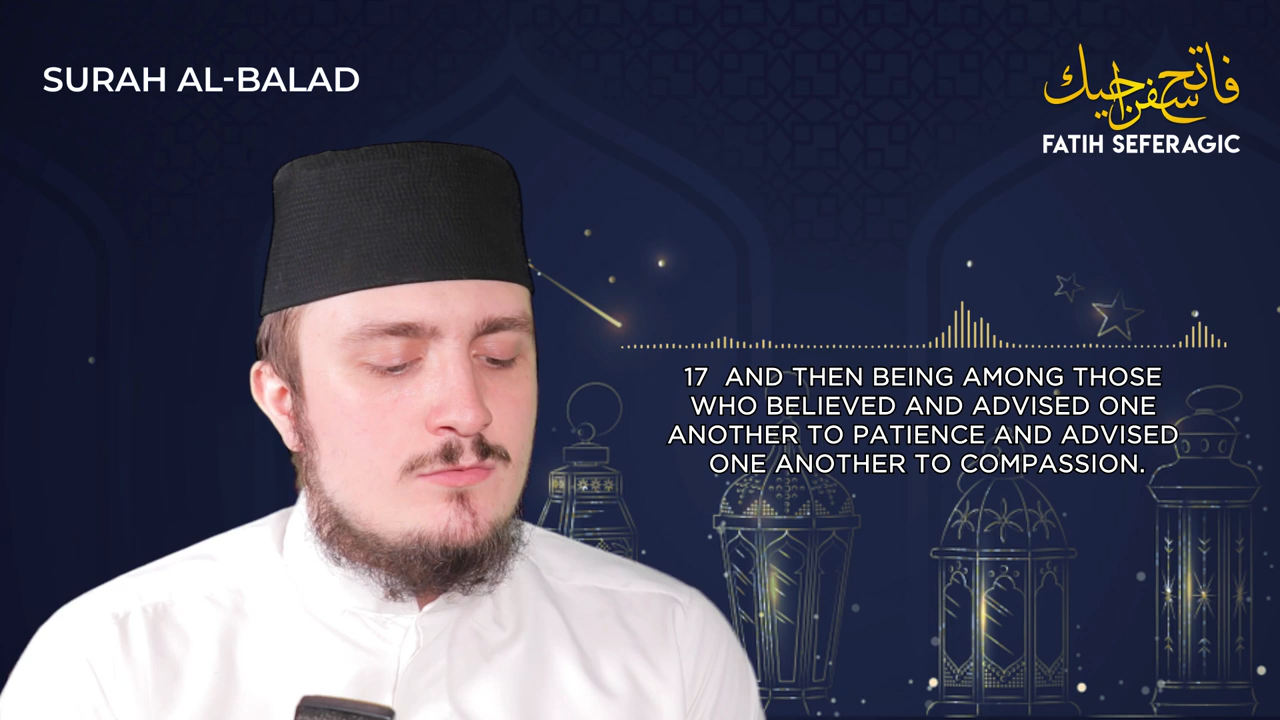 SURAH AL-BALAD
فاتح سفراجيك
FATIH SEFERAGIC
17 AND THEN BEING AMONG THOSE
WHO BELIEVED AND ADVISED ONE
ANOTHER TO PATIENCE AND ADVISED
ONE ANOTHER TO COMPASSION.